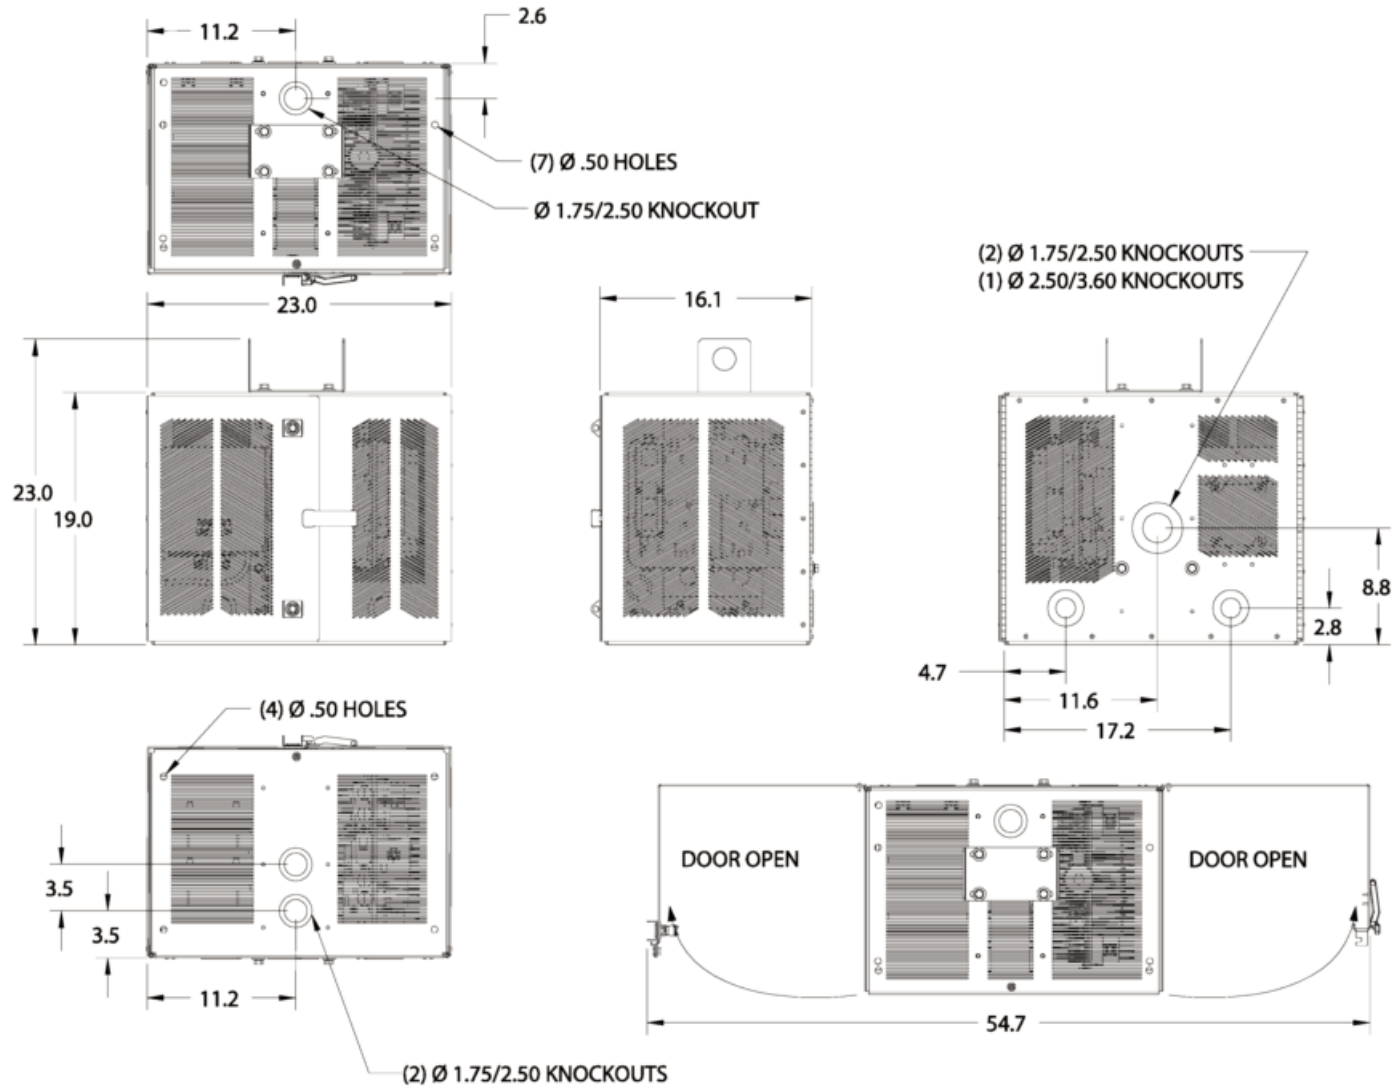 11.2
2.6
(7) Ø .50 HOLES
Ø 1.75/2.50 KNOCKOUT
23.0
(2) Ø 1.75/2.50 KNOCKOUTS
(1) Ø 2.50/3.60 KNOCKOUTS
16.1
23.0
19.0
8.8
2.8
4.7
11.6
17.2
(4) Ø .50 HOLES
3.5
3.5
11.2
(2) Ø 1.75/2.50 KNOCKOUTS
DOOR OPEN
DOOR OPEN
54.7